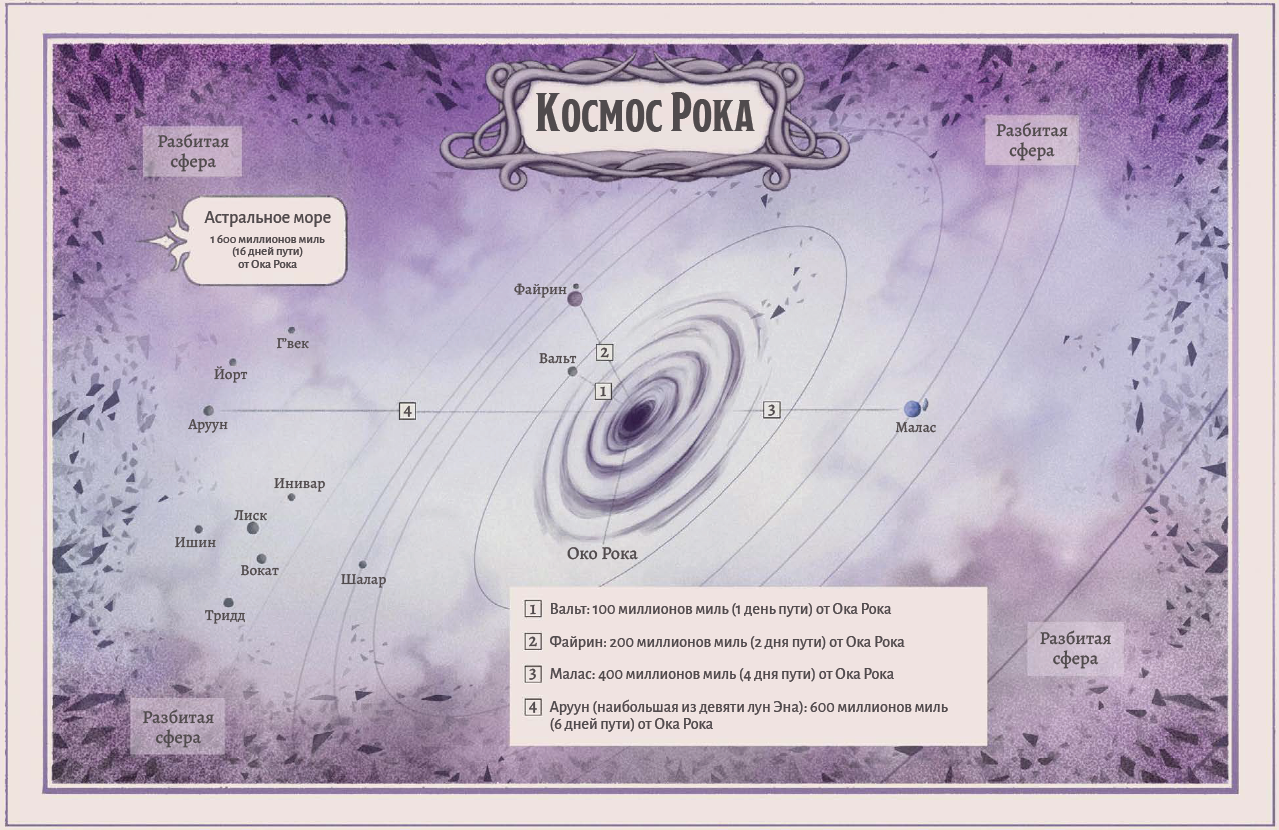 Космос Рока
Разбитая
сфера
Разбитая
сфера
Астральное море
1 600 миллионов миль
(16 дней пути)
от Ока Рока
Файрин
Г'век
2
Вальт
Йорт
1
4
3
Аруун
Малас
Инивар
Лиск
Ишин
Око Рока
Вокат
Шалар
Тридд
1 Вальт: 100 миллионов миль (1 день пути) от Ока Рока
2 Файрин: 200 миллионов миль (2 дня пути) от Ока Рока
3 Малас: 400 миллионов миль (4 дня пути) от Ока Рока
4 Аруун (наибольшая из девяти лун Эна): 600 миллионов миль
(6 дней пути) от Ока Рока
Разбитая
сфера
Разбитая
сфера